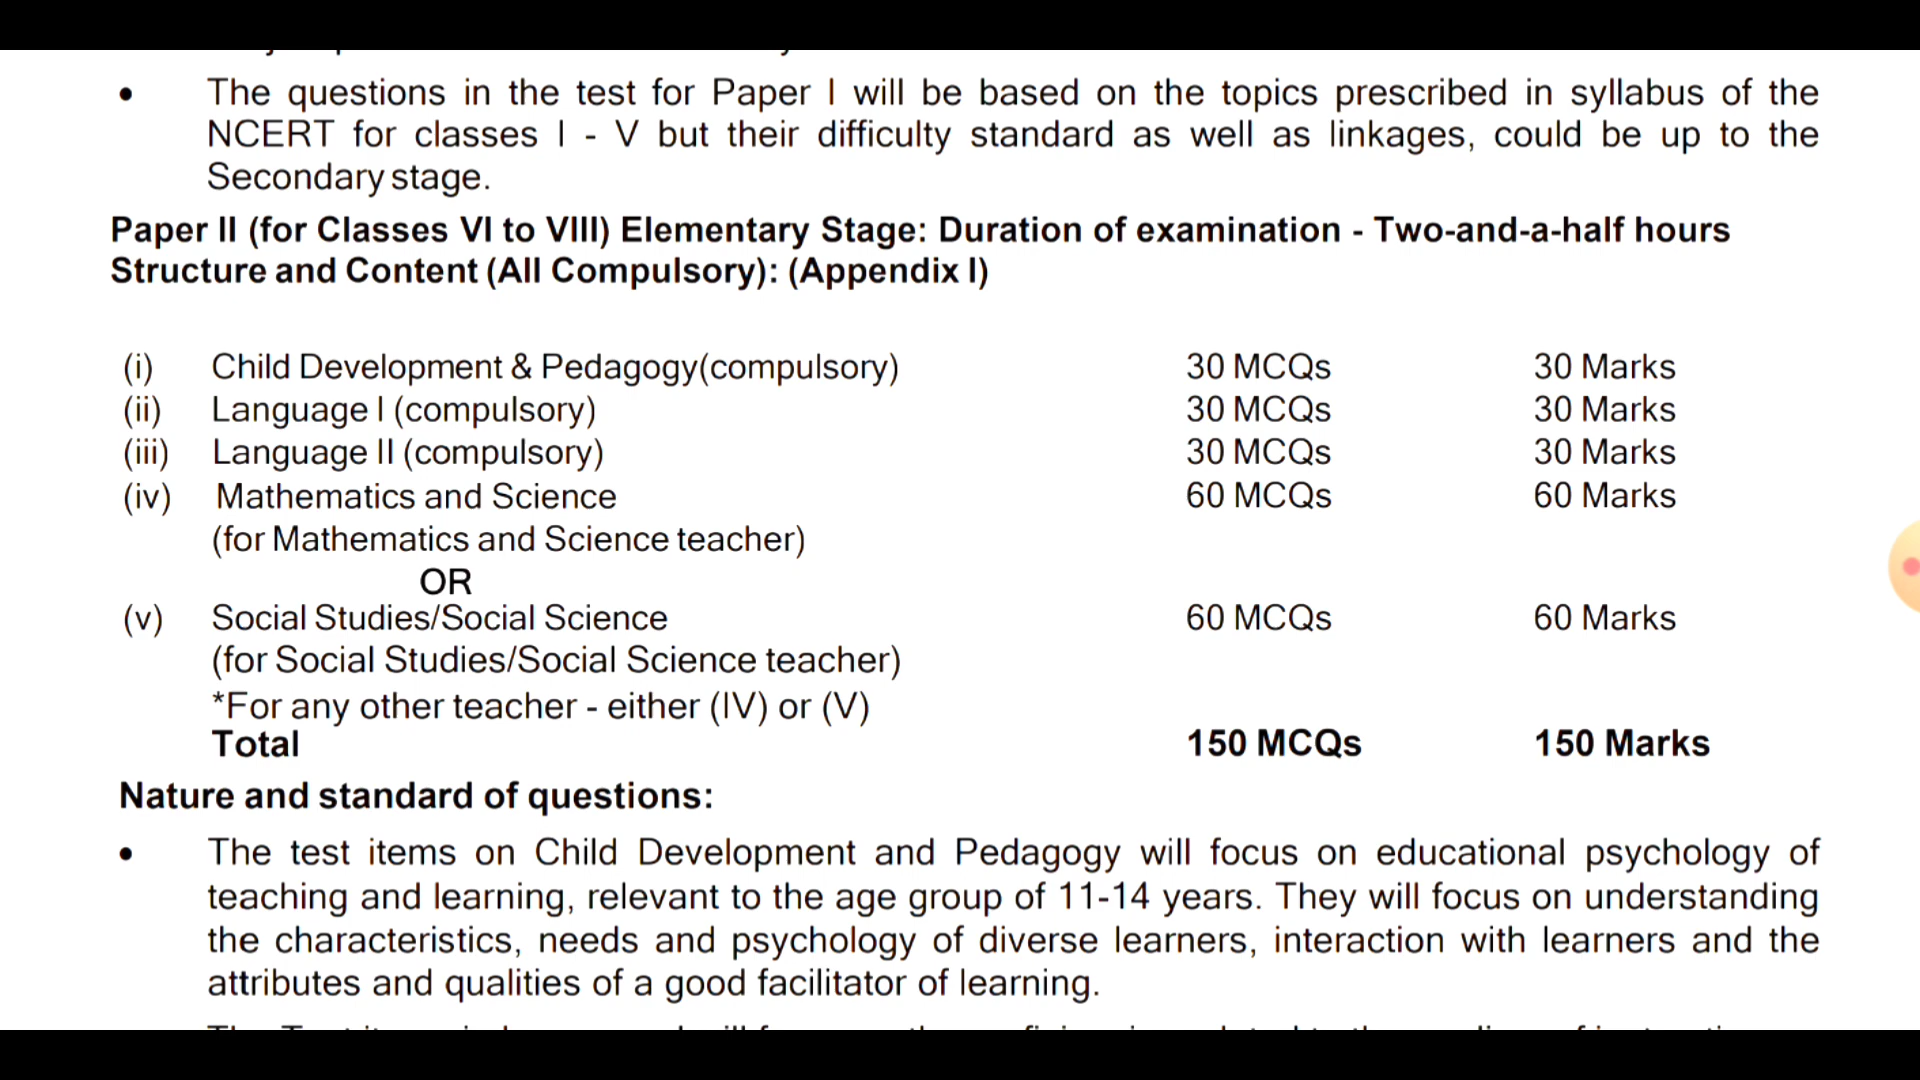 • The questions in the test for Paper I will be based on the topics prescribed in syllabus of the
NCERT for classes I - V but their difficulty standard as well as linkages, could be up to the
Secondary stage.
Paper II (for Classes VI to VIII) Elementary Stage: Duration of examination - Two-and-a-half hours
Structure and Content (All Compulsory): (Appendix I)
(i) Child Development & Pedagogy(compulsory) 30 MCQs 30 Marks
(ii) Language I (compulsory) 30 MCQs 30 Marks
(iii) Language II (compulsory) 30 MCQs 30 Marks
(iv) Mathematics and Science 60 MCQs 60 Marks
(for Mathematics and Science teacher)
OR
(v) Social Studies/Social Science 60 MCQs 60 Marks
(for Social Studies/Social Science teacher)
*For any other teacher - either (IV) or (V)
Total 150 MCQs 150 Marks
Nature and standard of questions:
• The test items on Child Development and Pedagogy will focus on educational psychology of
teaching and learning, relevant to the age group of 11-14 years. They will focus on understanding
the characteristics, needs and psychology of diverse learners, interaction with learners and the
attributes and qualities of a good facilitator of learning.